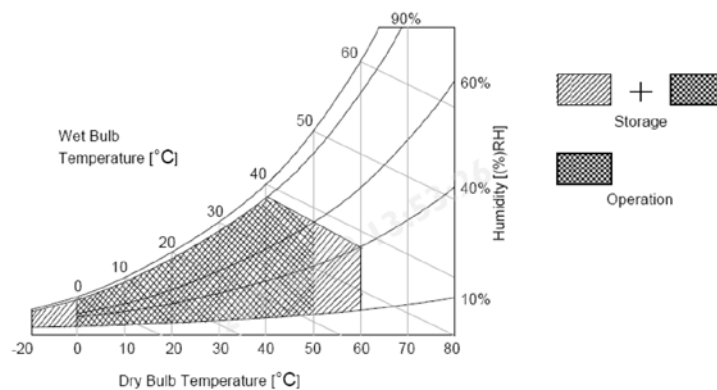 90%
60
60%
Wet Bulb
Temperature [°C]
50
40
40%
30
20
10
0
10%
Humidity [(%)RH]
-20 0 10 20 30 40 50 60 70 80
Dry Bulb Temperature [°C]
+
Storage
Operation